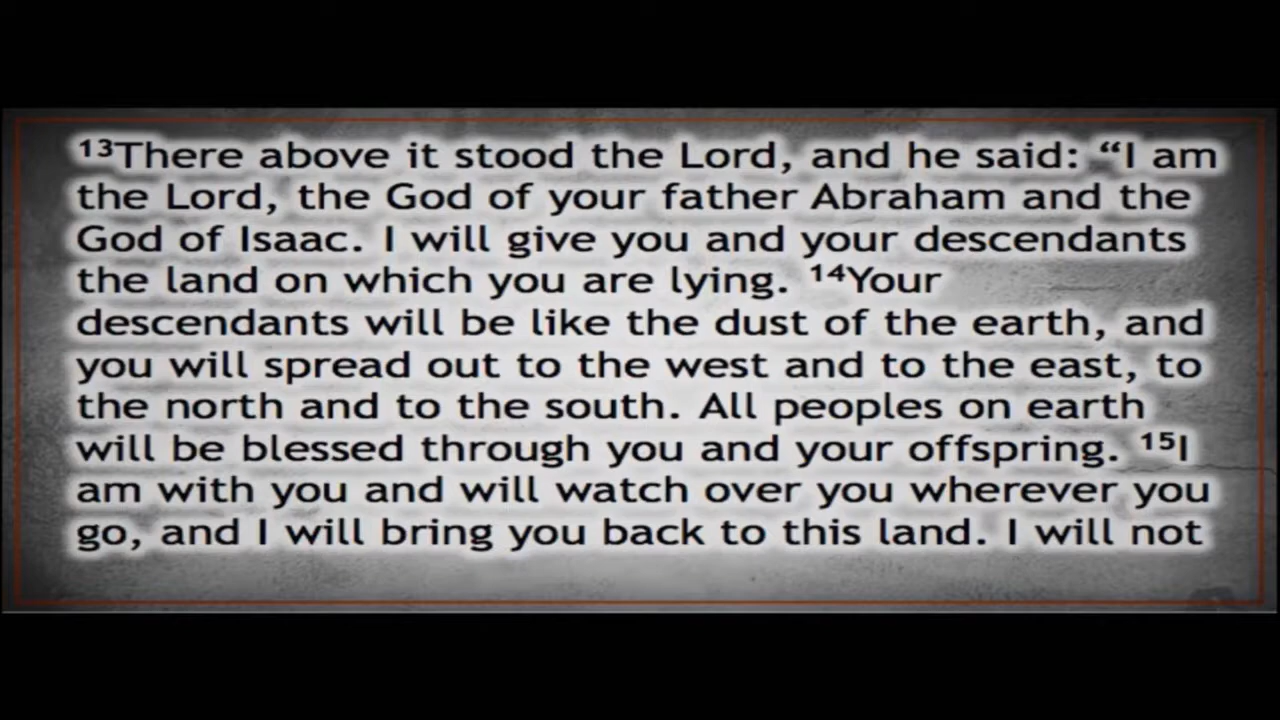 ¹³There above it stood the Lord, and he said: “I am
the Lord, the God of your father Abraham and the
God of Isaac. I will give you and your descendants
the land on which you are lying. ¹⁴Your
descendants will be like the dust of the earth, and
you will spread out to the west and to the east, to
the north and to the south. All peoples on earth
will be blessed through you and your offspring. ¹⁵I
am with you and will watch over you wherever you
go, and I will bring you back to this land. I will not